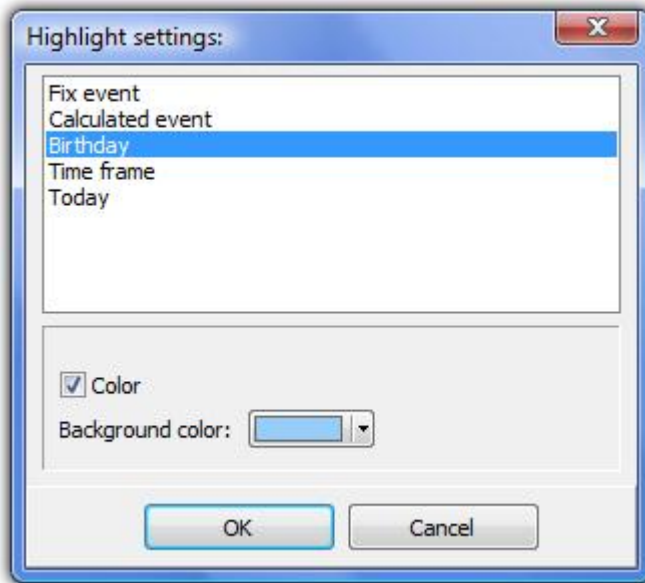 Highlight settings:
Fix event
Calculated event
Birthday
Time frame
Today
Color
Background color:
OK
Cancel